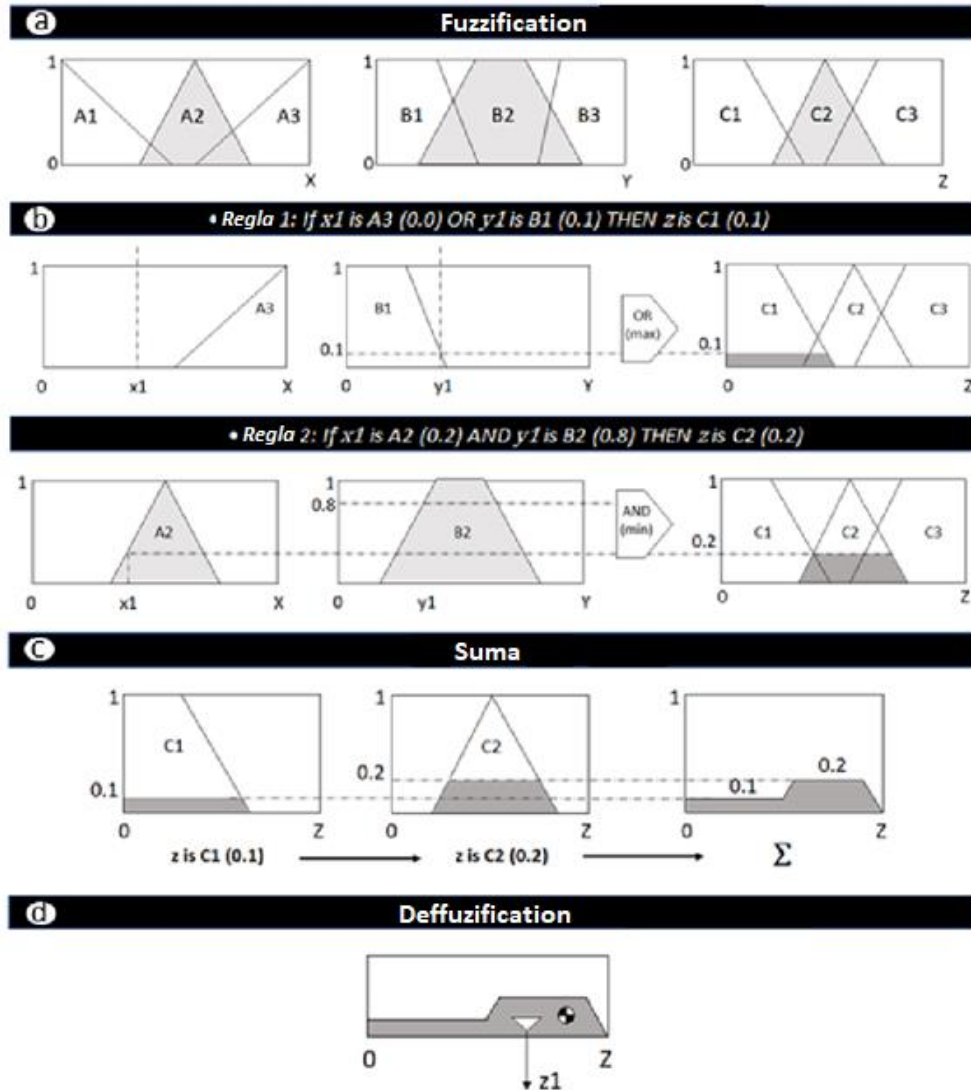 a Fuzzification
1 1 1
A1 A2 A3 B1 B2 B3 C1 C2 C3
0 0 0
X Y Z
b • Regla 1: If x1 is A3 (0.0) OR y1 is B1 (0.1) THEN z is C1 (0.1)
1 1 1
A3 B1 OR (max) C1 C2 C3
0.1 0.1
0 x1 X 0 y1 Y 0 Z
• Regla 2: If x1 is A2 (0.2) AND y1 is B2 (0.8) THEN z is C2 (0.2)
1 1 1
0.8
A2 B2 AND (min) C1 C2 C3
0.2
0 x1 X 0 y1 Y 0 Z
c Suma
1 1 1
C1 C2
0.2 0.2
0.1 0.1
0 Z 0 Z 0 Z
z is C1 (0.1) z is C2 (0.2) Σ
d Deffuzification
0 Z
z1